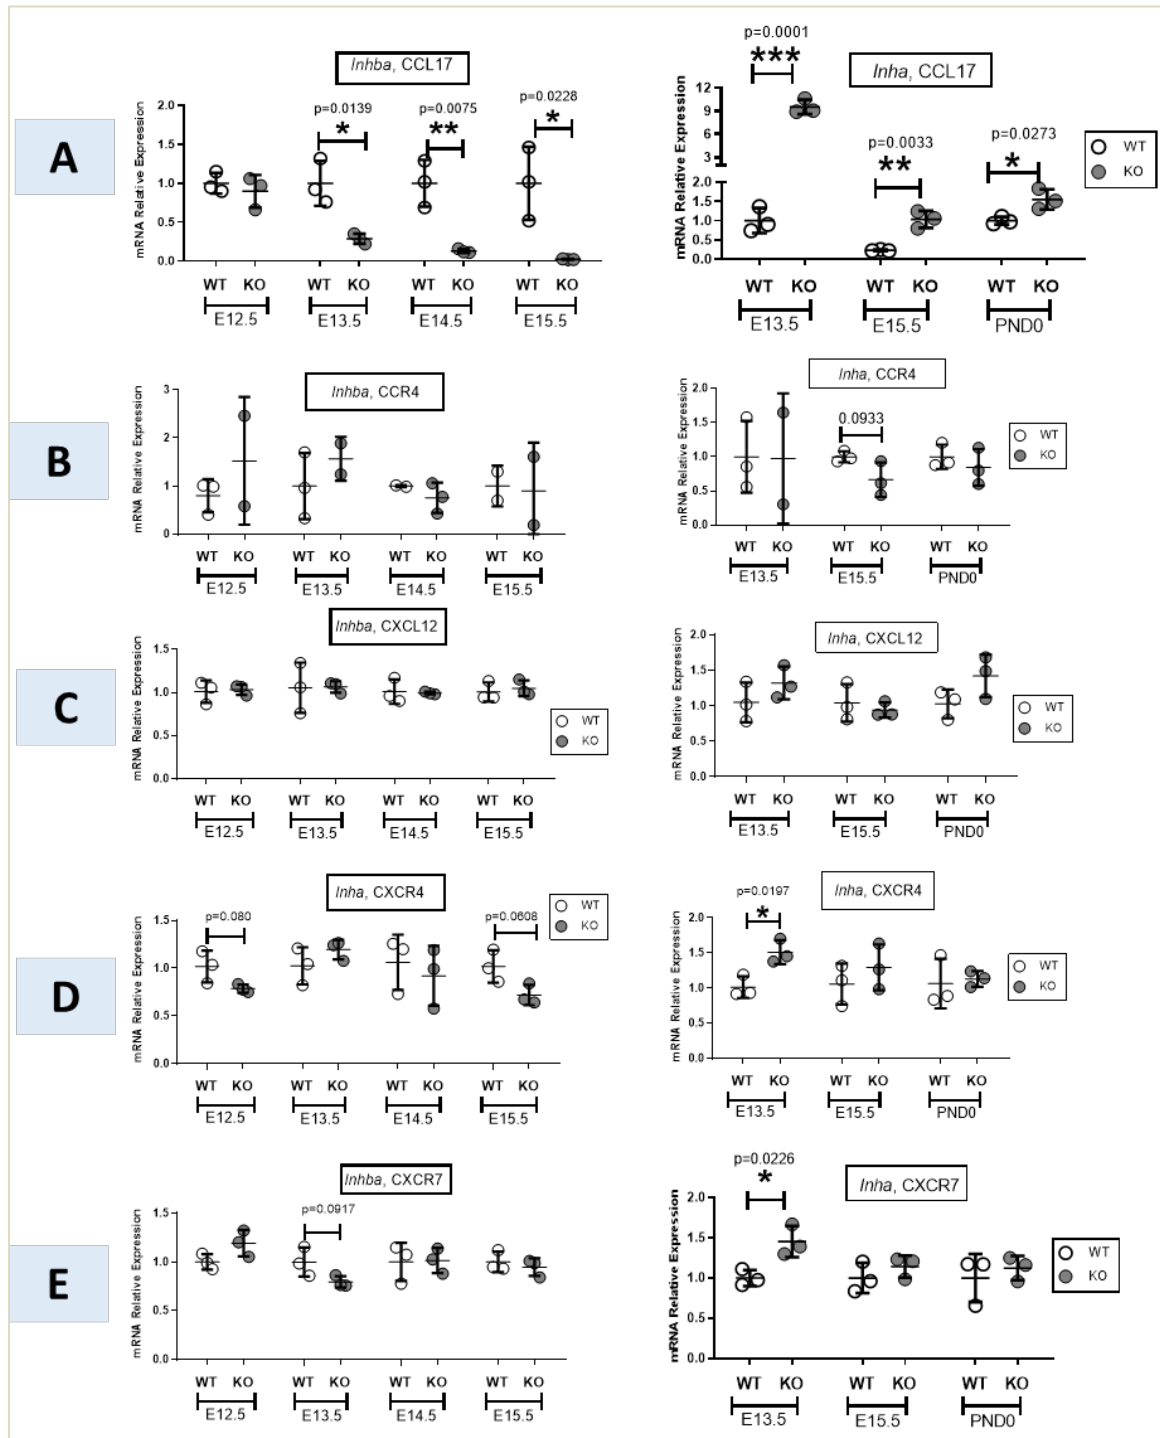 A
Inhba, CCL17
mRNA Relative Expression
2.0
1.5
1.0
0.5
0.0
p=0.0139
*
p=0.0075
**
p=0.0228
*
WT KO WT KO WT KO WT KO
E12.5 E13.5 E14.5 E15.5
Inha, CCL17
mRNA Relative Expression
12
9
6
3
2.0
1.5
1.0
0.5
0.0
p=0.0001
***
p=0.0033
**
p=0.0273
*
WT
KO
WT KO WT KO WT KO
E13.5 E15.5 PND0
B
Inhba, CCR4
mRNA Relative Expression
3
2
1
0
WT KO WT KO WT KO WT KO
E12.5 E13.5 E14.5 E15.5
Inha, CCR4
mRNA Relative Expression
2.0
1.5
1.0
0.5
0.0
0.0933
WT
KO
WT KO WT KO WT KO
E13.5 E15.5 PND0
C
Inhba, CXCL12
mRNA Relative Expression
1.5
1.0
0.5
0.0
WT
KO
WT KO WT KO WT KO WT KO
E12.5 E13.5 E14.5 E15.5
Inha, CXCL12
mRNA Relative Expression
2.0
1.5
1.0
0.5
0.0
WT
KO
WT KO WT KO WT KO
E13.5 E15.5 PND0
D
Inha, CXCR4
mRNA Relative Expression
1.5
1.0
0.5
0.0
p=0.080
p=0.0608
WT
KO
WT KO WT KO WT KO WT KO
E12.5 E13.5 E14.5 E15.5
Inha, CXCR4
mRNA Relative Expression
2.0
1.5
1.0
0.5
0.0
p=0.0197
*
WT
KO
WT KO WT KO WT KO
E13.5 E15.5 PND0
E
Inhba, CXCR7
mRNA Relative Expression
1.5
1.0
0.5
0.0
p=0.0917
WT KO WT KO WT KO WT KO
E12.5 E13.5 E14.5 E15.5
Inha, CXCR7
mRNA Relative Expression
2.0
1.5
1.0
0.5
0.0
p=0.0226
*
WT
KO
WT KO WT KO WT KO
E13.5 E15.5 PND0